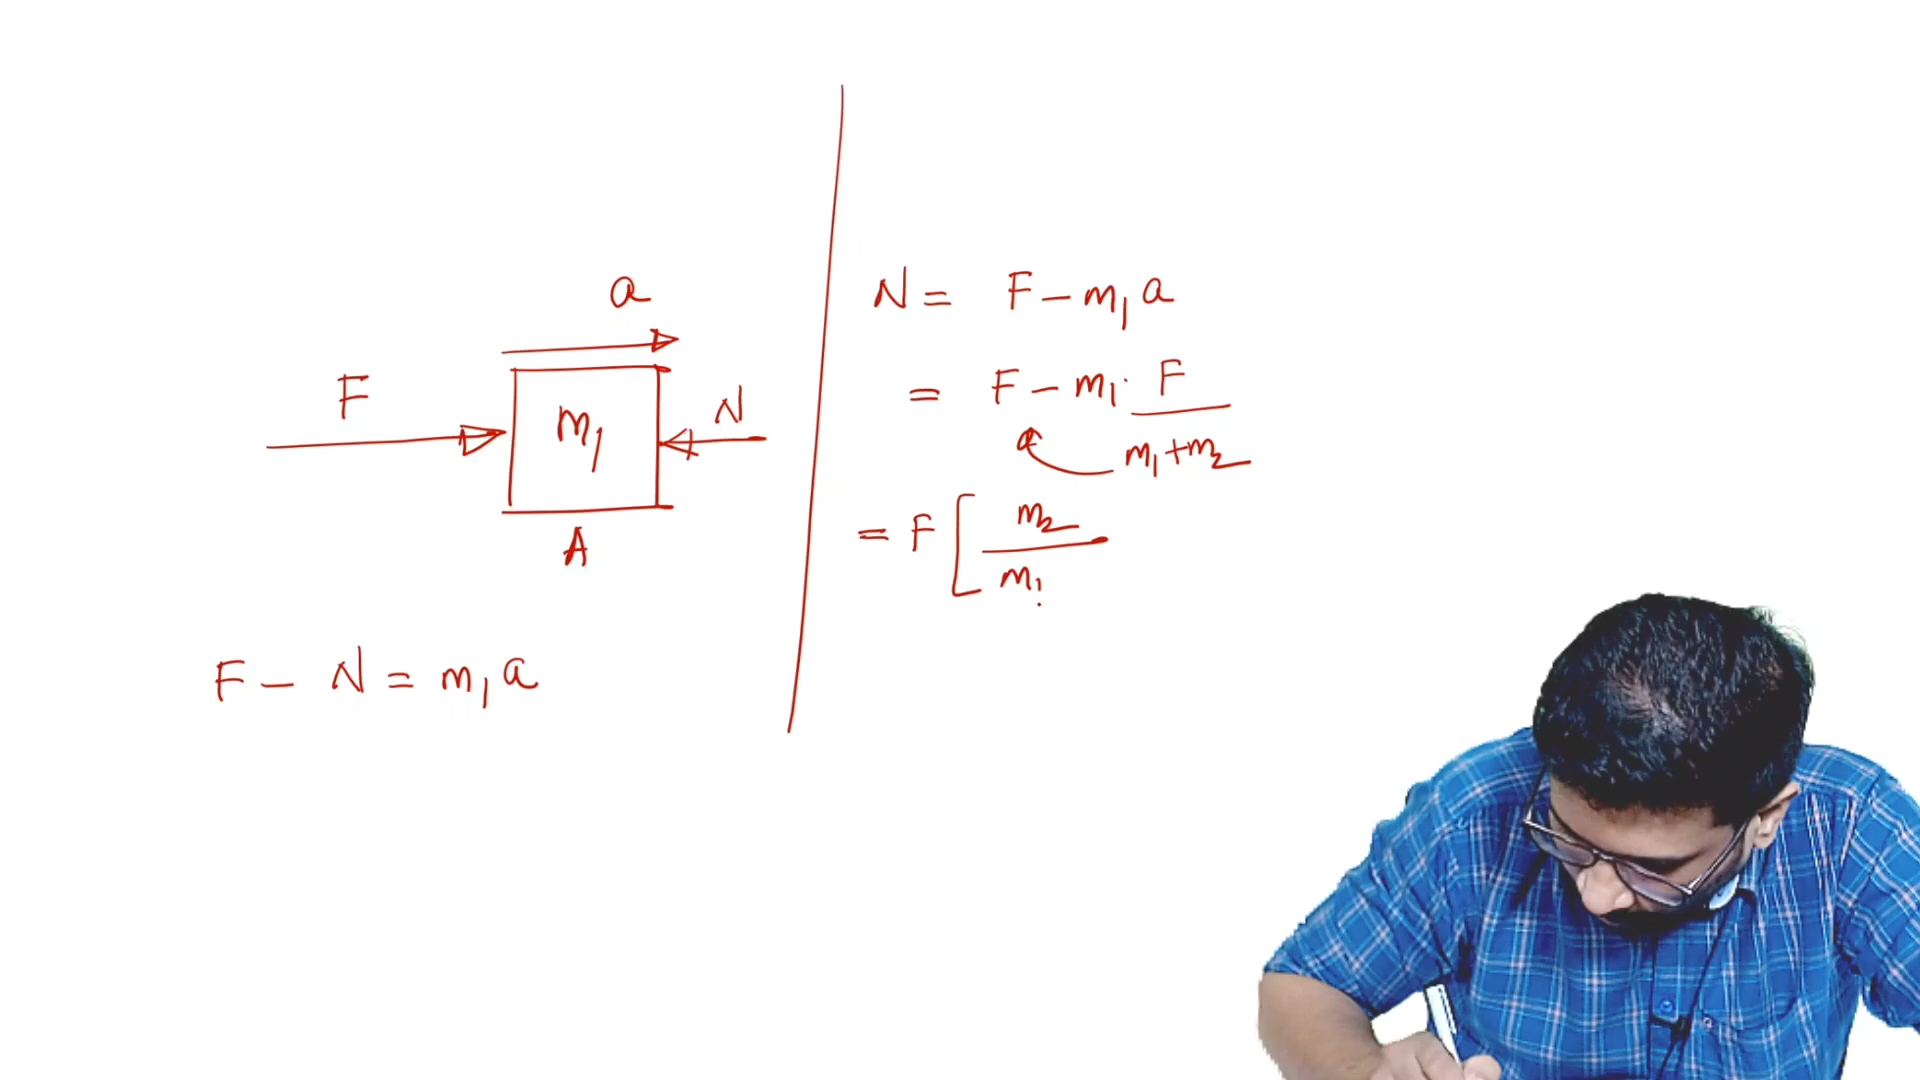 a
F
m₁
N
A
F - N = m₁a
N = F - m₁a
= F - m₁ · F / m₁+m₂
a
= F [ m₂ / m₁